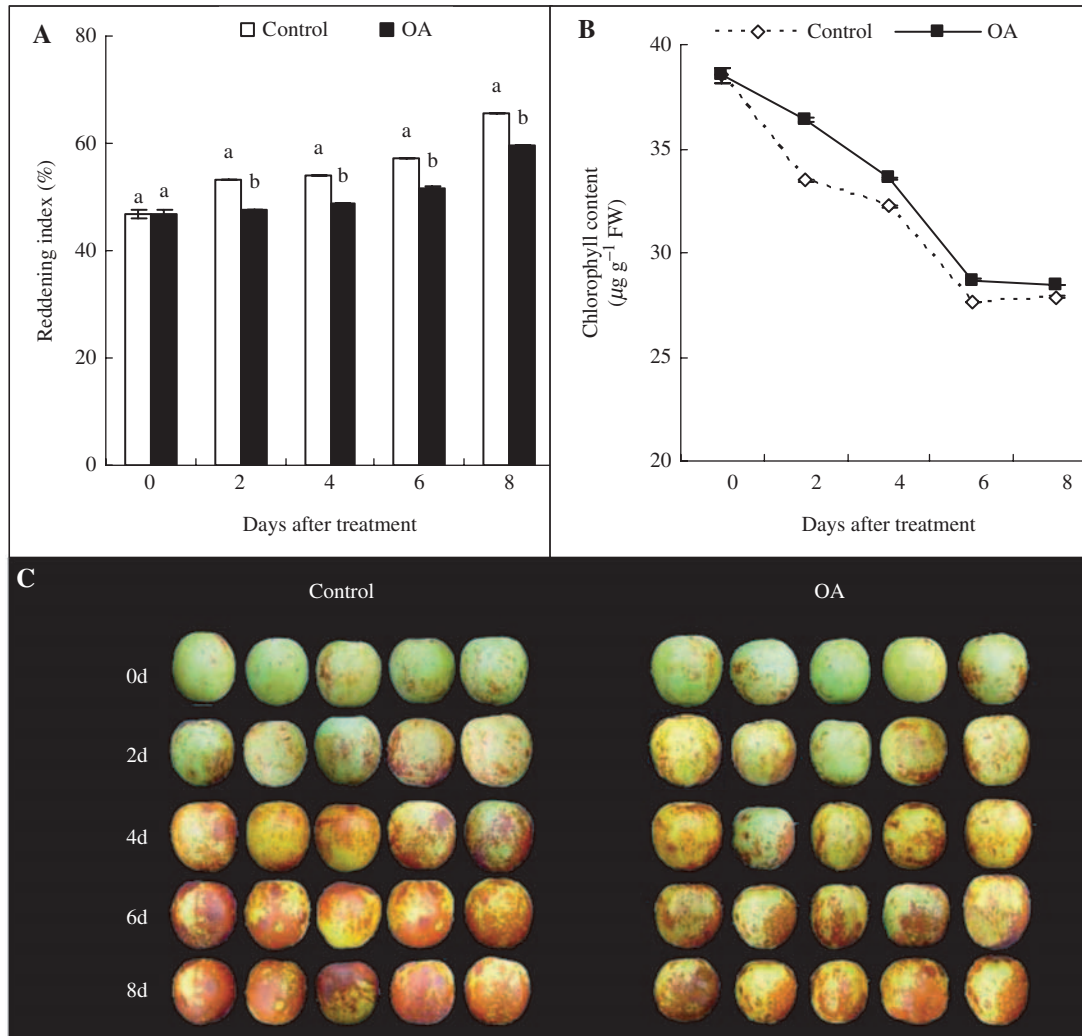 A
Control
OA
80
60
40
20
0
a a
a
b
a
b
a
b
a
b
0 2 4 6 8
Reddening index (%)
Days after treatment
B
Control
OA
40
35
30
25
20
0 2 4 6 8
Chlorophyll content
(µg g⁻¹ FW)
Days after treatment
C
Control
OA
0d
2d
4d
6d
8d